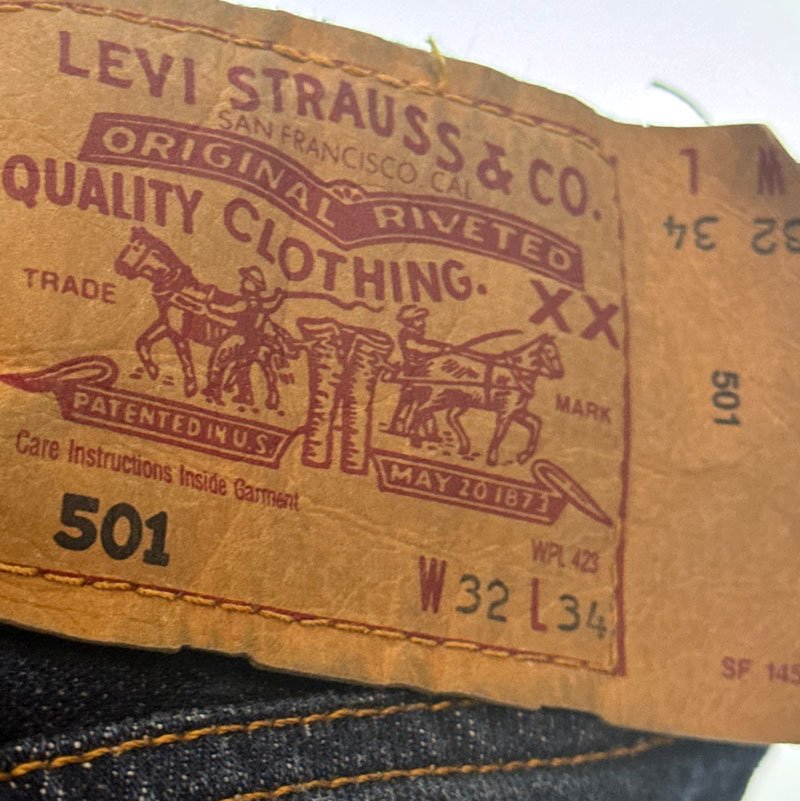 LEVI STRAUSS & CO.
SAN FRANCISCO, CAL
ORIGINAL RIVETED
QUALITY CLOTHING.
XX
TRADE
MARK
PATENTED IN U.S.
MAY 20 1873
Care Instructions Inside Garment
WPL 423
501
W 32 L 34
L W
34 32
501
SF 145